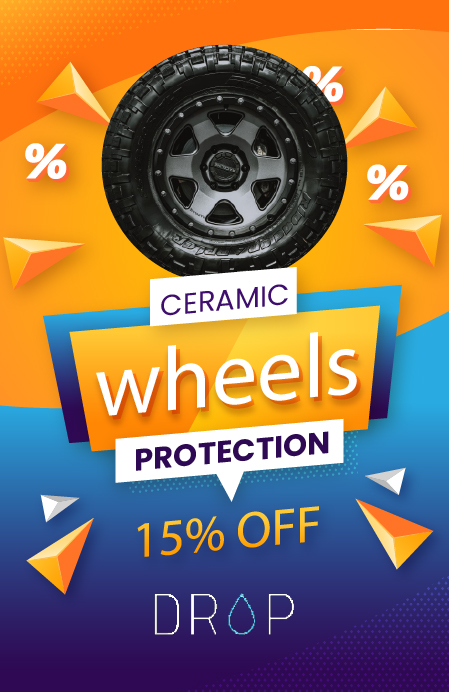 %
%
%
CERAMIC
wheels
PROTECTION
15% OFF
DROP